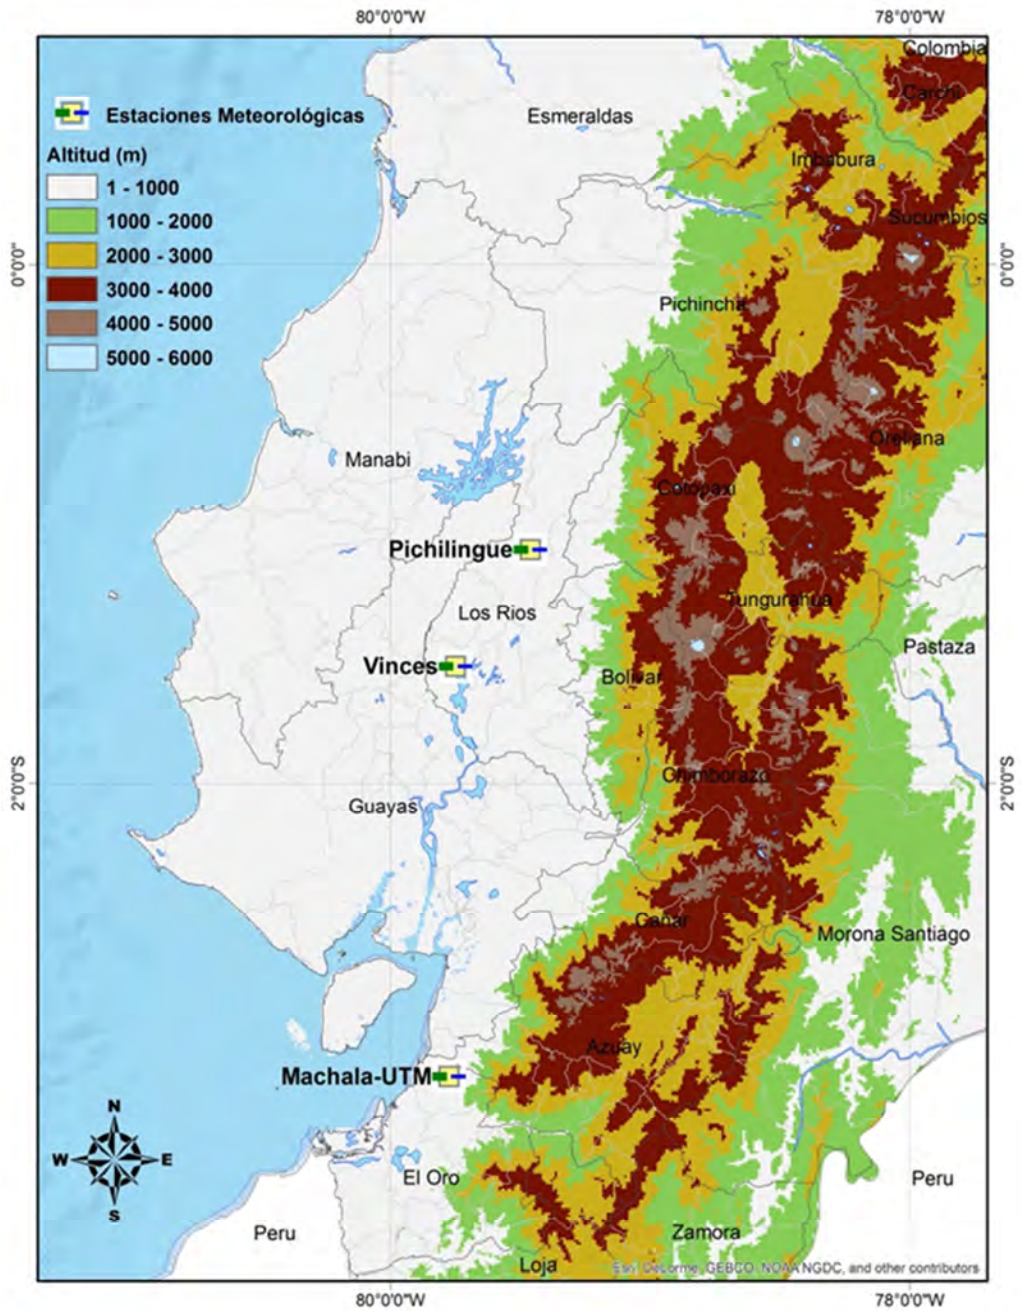 80°0'0"W
78°0'0"W
Colombia
Carchi
Estaciones Meteorológicas
Esmeraldas
Altitud (m)
Imbabura
1 - 1000
1000 - 2000
Sucumbios
2000 - 3000
0°0'0"
0°0'0"
3000 - 4000
Pichincha
4000 - 5000
5000 - 6000
Orellana
Manabi
Cotopaxi
Pichilingue
Tungurahua
Los Rios
Pastaza
Vinces
Bolivar
Chimborazo
2°0'0"S
2°0'0"S
Guayas
Cañar
Morona Santiago
Azuay
Machala-UTM
N
W
E
S
El Oro
Peru
Peru
Zamora
Loja
Esri, DeLorme, GEBCO, NOAA NGDC, and other contributors
80°0'0"W
78°0'0"W